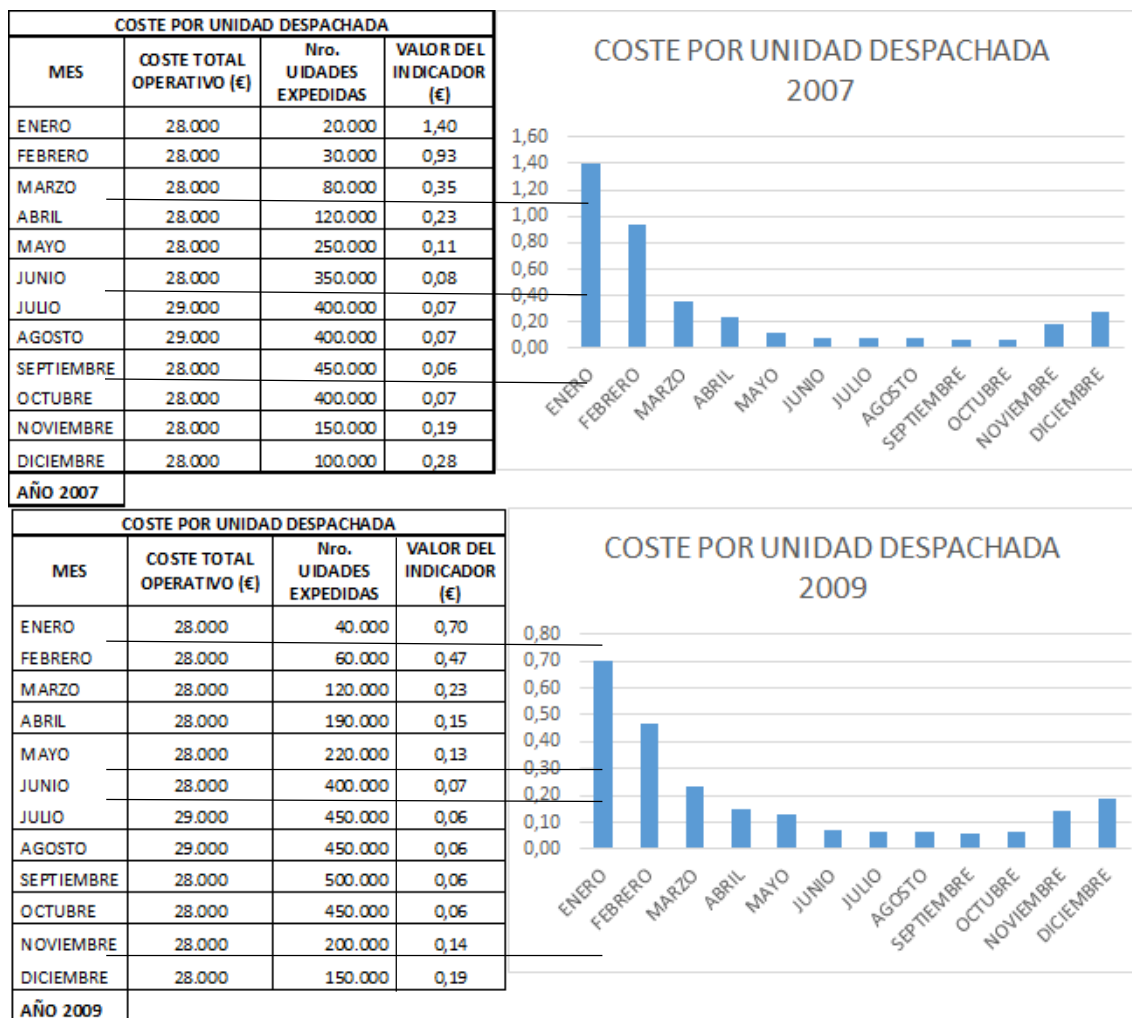 COSTE POR UNIDAD DESPACHADA
MES
COSTE TOTAL
OPERATIVO (€)
Nro.
UIDADES
EXPEDIDAS
VALOR DEL
INDICADOR
(€)
ENERO 28.000 20.000 1,40
FEBRERO 28.000 30.000 0,93
MARZO 28.000 80.000 0,35
ABRIL 28.000 120.000 0,23
MAYO 28.000 250.000 0,11
JUNIO 28.000 350.000 0,08
JULIO 29.000 400.000 0,07
AGOSTO 29.000 400.000 0,07
SEPTIEMBRE 28.000 450.000 0,06
OCTUBRE 28.000 400.000 0,07
NOVIEMBRE 28.000 150.000 0,19
DICIEMBRE 28.000 100.000 0,28
AÑO 2007
COSTE POR UNIDAD DESPACHADA
2007
1,60
1,40
1,20
1,00
0,80
0,60
0,40
0,20
0,00
ENERO
FEBRERO
MARZO
ABRIL
MAYO
JUNIO
JULIO
AGOSTO
SEPTIEMBRE
OCTUBRE
NOVIEMBRE
DICIEMBRE
COSTE POR UNIDAD DESPACHADA
MES
COSTE TOTAL
OPERATIVO (€)
Nro.
UIDADES
EXPEDIDAS
VALOR DEL
INDICADOR
(€)
ENERO 28.000 40.000 0,70
FEBRERO 28.000 60.000 0,47
MARZO 28.000 120.000 0,23
ABRIL 28.000 190.000 0,15
MAYO 28.000 220.000 0,13
JUNIO 28.000 400.000 0,07
JULIO 29.000 450.000 0,06
AGOSTO 29.000 450.000 0,06
SEPTIEMBRE 28.000 500.000 0,06
OCTUBRE 28.000 450.000 0,06
NOVIEMBRE 28.000 200.000 0,14
DICIEMBRE 28.000 150.000 0,19
AÑO 2009
COSTE POR UNIDAD DESPACHADA
2009
0,80
0,70
0,60
0,50
0,40
0,30
0,20
0,10
0,00
ENERO
FEBRERO
MARZO
ABRIL
MAYO
JUNIO
JULIO
AGOSTO
SEPTIEMBRE
OCTUBRE
NOVIEMBRE
DICIEMBRE